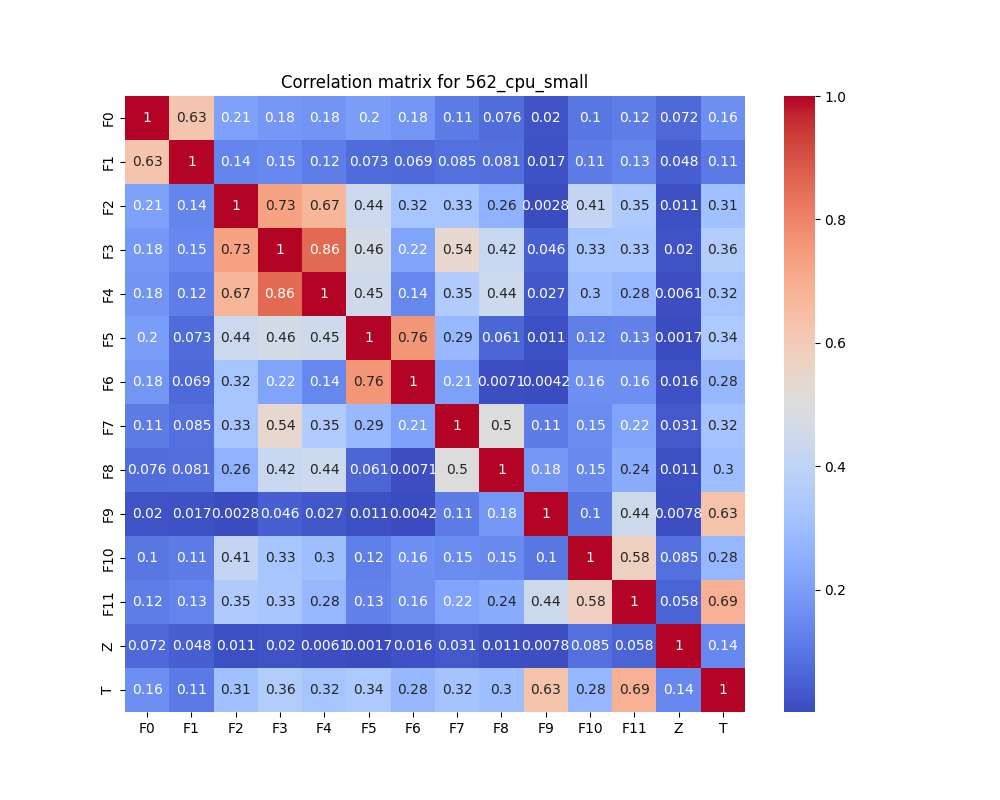 Correlation matrix for 562_cpu_small
F0 1 0.63 0.21 0.18 0.18 0.2 0.18 0.11 0.076 0.02 0.1 0.12 0.072 0.16
F1 0.63 1 0.14 0.15 0.12 0.073 0.069 0.085 0.081 0.017 0.11 0.13 0.048 0.11
F2 0.21 0.14 1 0.73 0.67 0.44 0.32 0.33 0.26 0.0028 0.41 0.35 0.011 0.31
F3 0.18 0.15 0.73 1 0.86 0.46 0.22 0.54 0.42 0.046 0.33 0.33 0.02 0.36
F4 0.18 0.12 0.67 0.86 1 0.45 0.14 0.35 0.44 0.027 0.3 0.28 0.0061 0.32
F5 0.2 0.073 0.44 0.46 0.45 1 0.76 0.29 0.061 0.011 0.12 0.13 0.0017 0.34
F6 0.18 0.069 0.32 0.22 0.14 0.76 1 0.21 0.0071 0.0042 0.16 0.16 0.016 0.28
F7 0.11 0.085 0.33 0.54 0.35 0.29 0.21 1 0.5 0.11 0.15 0.22 0.031 0.32
F8 0.076 0.081 0.26 0.42 0.44 0.061 0.0071 0.5 1 0.18 0.15 0.24 0.011 0.3
F9 0.02 0.017 0.0028 0.046 0.027 0.011 0.0042 0.11 0.18 1 0.1 0.44 0.0078 0.63
F10 0.1 0.11 0.41 0.33 0.3 0.12 0.16 0.15 0.15 0.1 1 0.58 0.085 0.28
F11 0.12 0.13 0.35 0.33 0.28 0.13 0.16 0.22 0.24 0.44 0.58 1 0.058 0.69
Z 0.072 0.048 0.011 0.02 0.0061 0.0017 0.016 0.031 0.011 0.0078 0.085 0.058 1 0.14
T 0.16 0.11 0.31 0.36 0.32 0.34 0.28 0.32 0.3 0.63 0.28 0.69 0.14 1
F0 F1 F2 F3 F4 F5 F6 F7 F8 F9 F10 F11 Z T
1.0
0.8
0.6
0.4
0.2